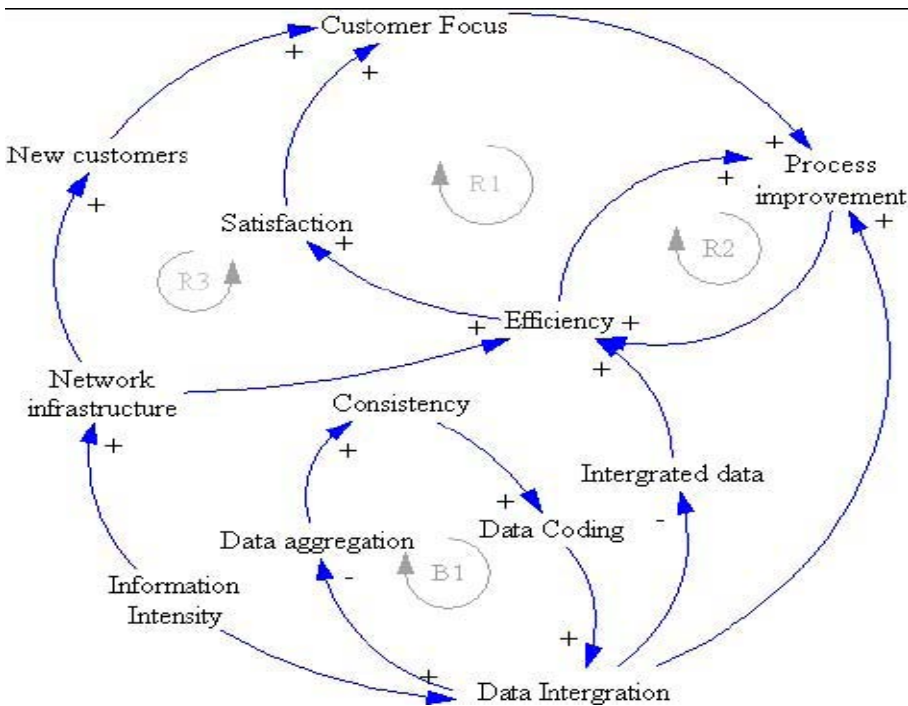 Customer Focus
+
+
New customers
+
+
Process
improvement
+
+
R1
Satisfaction
+
R2
R3
+
Efficiency
+
+
Network
infrastructure
+
Consistency
+
Intergrated data
-
+
Data Coding
Data aggregation
-
B1
Information
Intensity
+
+
Data Intergration